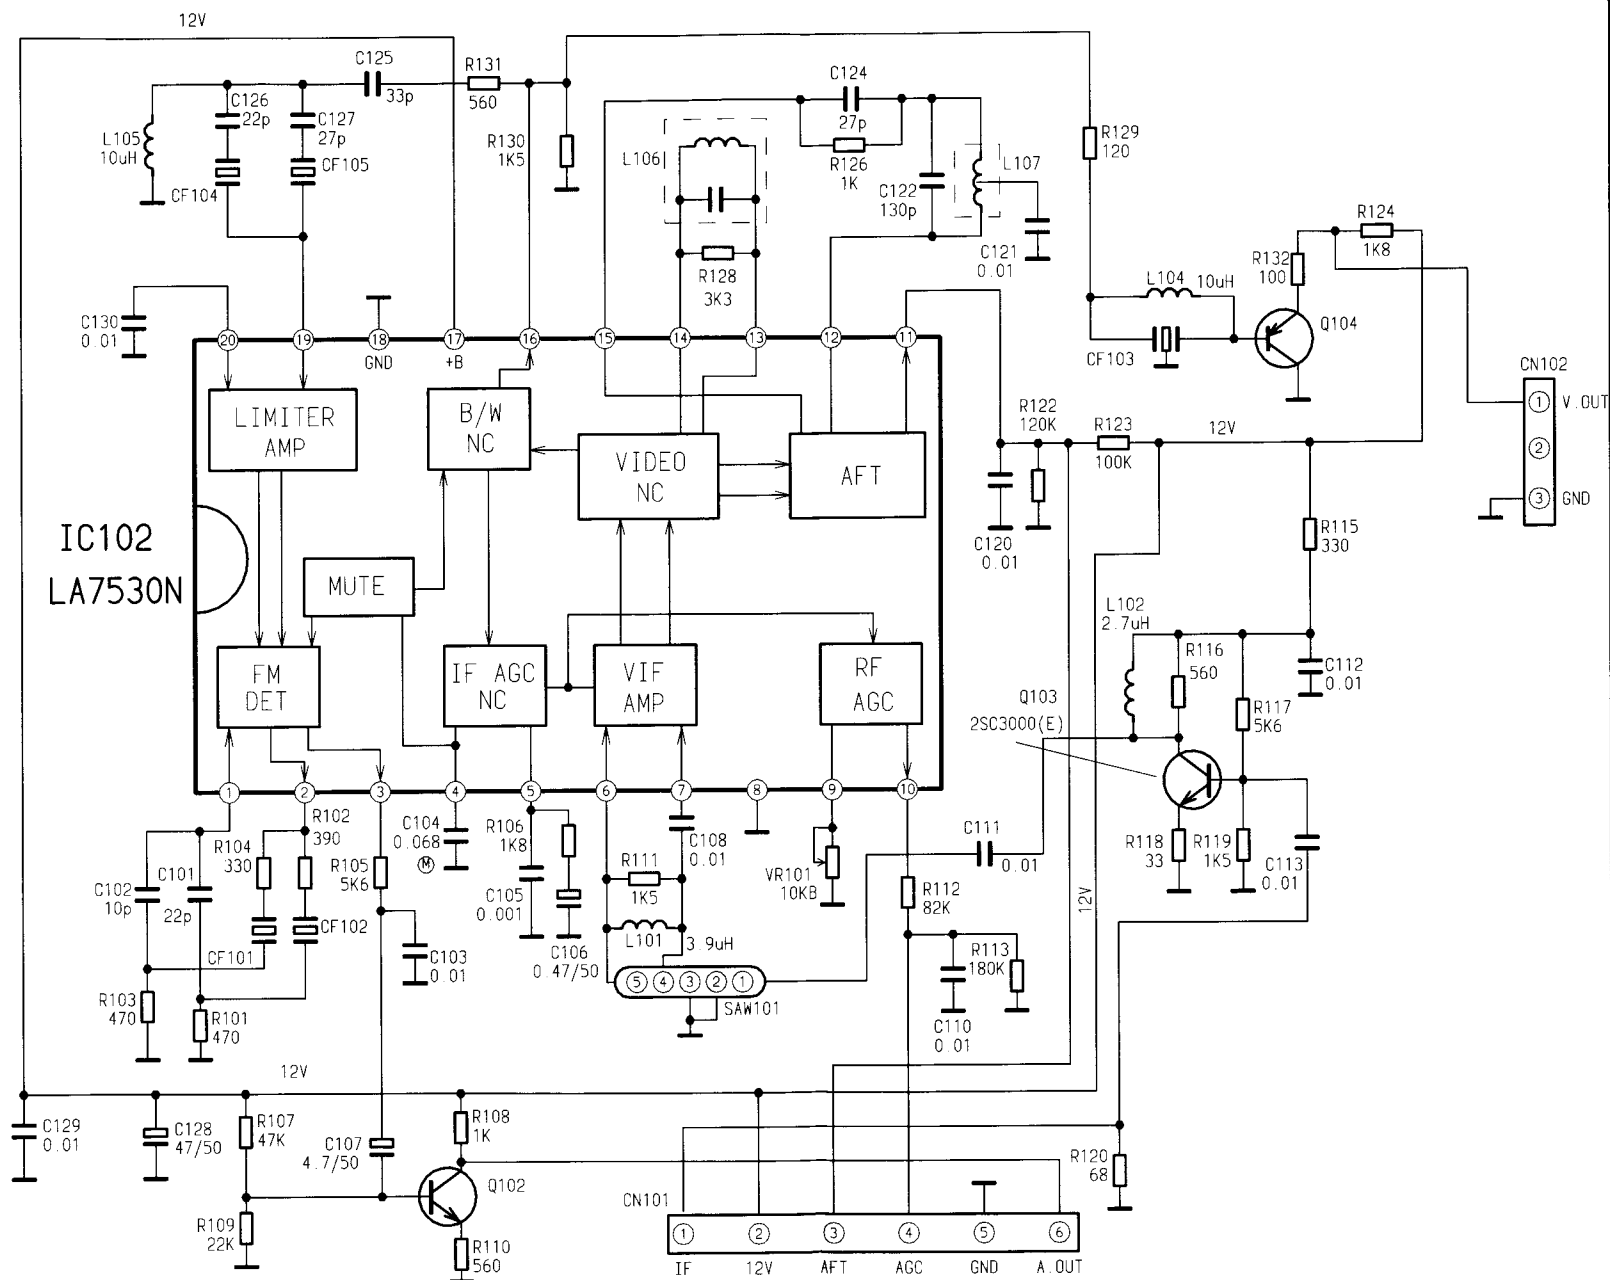 12V
C125
33p
R131
560
C126
22p
C127
27p
L105
10uH
CF104
CF105
R130
1K5
L106
C124
27p
R126
1K
C122
130p
L107
C121
0.01
R129
120
R124
1K8
R132
100
L104
10uH
CF103
Q104
R128
3K3
C130
0.01
20
19
18
17
16
15
14
13
12
11
GND
+B
CN102
1
V.OUT
2
3
GND
LIMITER
AMP
B/W
NC
VIDEO
NC
AFT
R122
120K
R123
100K
12V
C120
0.01
R115
330
IC102
LA7530N
MUTE
FM
DET
IF AGC
NC
VIF
AMP
RF
AGC
L102
2.7uH
R116
560
C112
0.01
Q103
2SC3000(E)
R117
5K6
1
2
3
4
5
6
7
8
9
10
R102
390
R104
330
R105
5K6
C104
0.068
M
R106
1K8
C108
0.01
C111
0.01
R118
33
R119
1K5
C113
0.01
C102
10p
C101
22p
CF101
CF102
C103
0.01
C105
0.001
C106
0.47/50
R111
1K5
L101
3.9uH
VR101
10KB
R112
82K
R113
180K
C110
0.01
12V
5
4
3
2
1
SAW101
R103
470
R101
470
12V
C129
0.01
C128
47/50
R107
47K
C107
4.7/50
R108
1K
Q102
R109
22K
R110
560
R120
68
CN101
1
2
3
4
5
6
IF
12V
AFT
AGC
GND
A.OUT